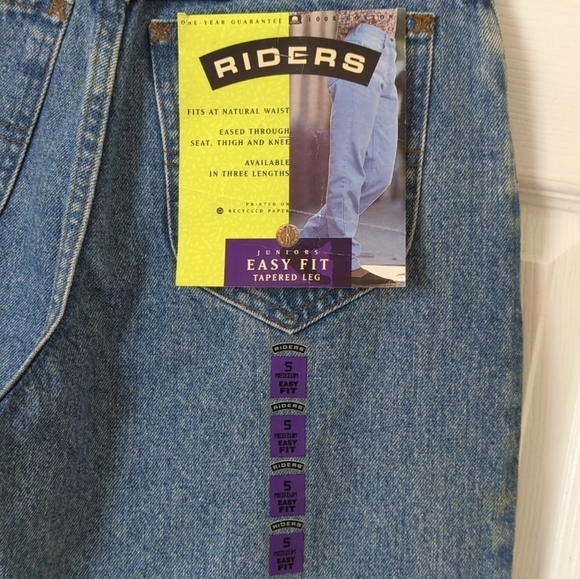 ONE-YEAR GUARANTEE 100% COTTON
RIDERS
FITS AT NATURAL WAIST
EASED THROUGH
SEAT, THIGH AND KNEE
AVAILABLE
IN THREE LENGTHS
PRINTED ON
RECYCLED PAPER
JUNIORS
EASY FIT
TAPERED LEG
RIDERS
5
MEDIUM
EASY
FIT
RIDERS
5
MEDIUM
EASY
FIT
RIDERS
5
MEDIUM
EASY
FIT
RIDERS
5
MEDIUM
EASY
FIT